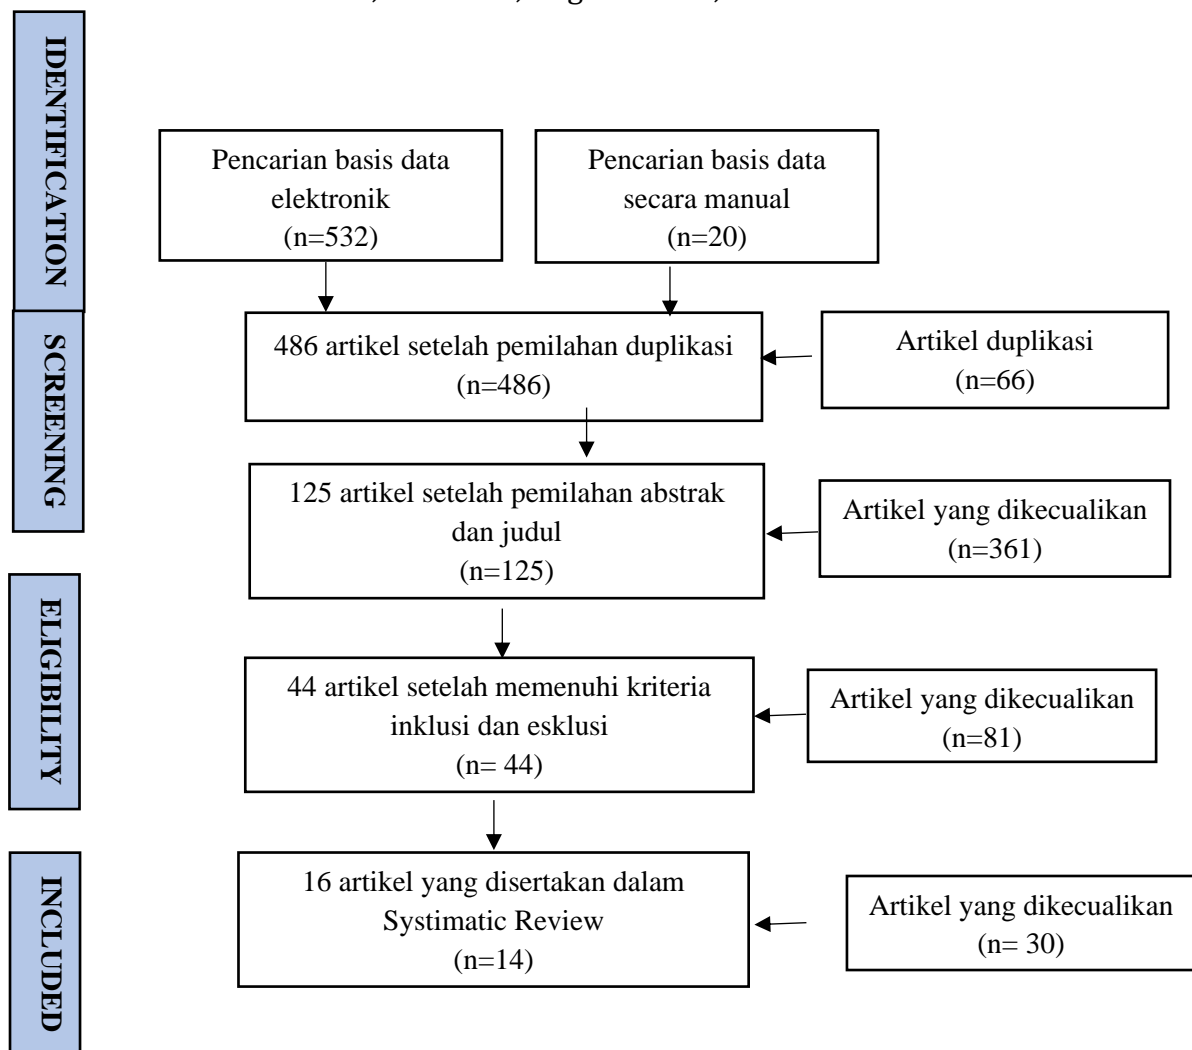 IDENTIFICATION
Pencarian basis data
elektronik
(n=532)
Pencarian basis data
secara manual
(n=20)
SCREENING
486 artikel setelah pemilahan duplikasi
(n=486)
Artikel duplikasi
(n=66)
125 artikel setelah pemilahan abstrak
dan judul
(n=125)
Artikel yang dikecualikan
(n=361)
ELIGIBILITY
44 artikel setelah memenuhi kriteria
inklusi dan esklusi
(n= 44)
Artikel yang dikecualikan
(n=81)
INCLUDED
16 artikel yang disertakan dalam
Systimatic Review
(n=14)
Artikel yang dikecualikan
(n= 30)